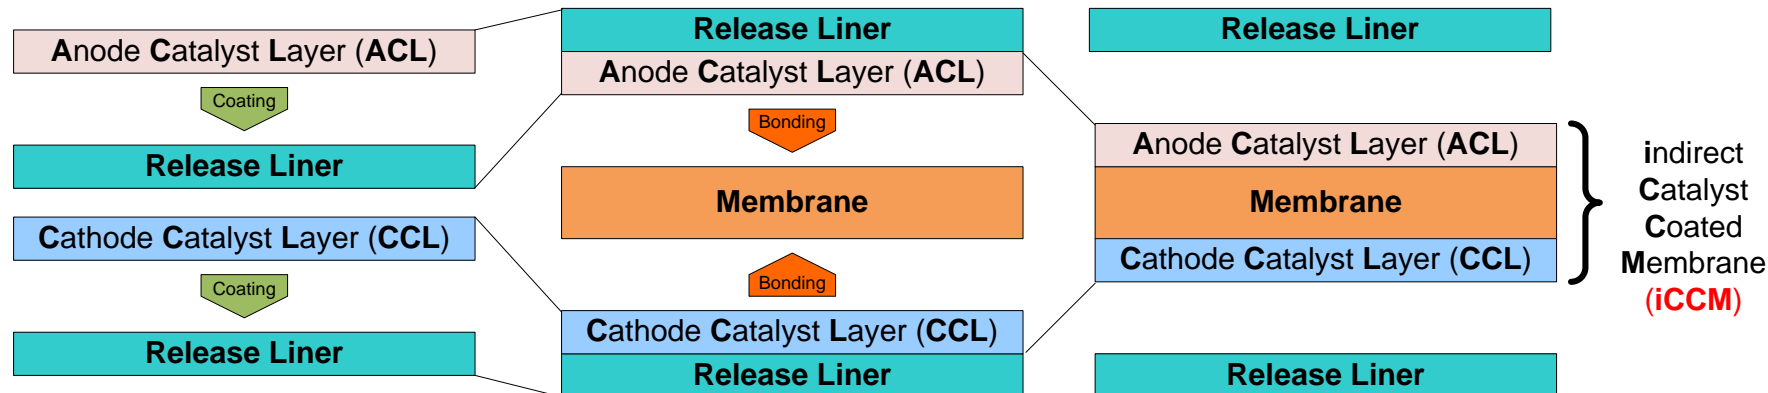 Anode Catalyst Layer (ACL)
Coating
Release Liner
Cathode Catalyst Layer (CCL)
Coating
Release Liner
Release Liner
Anode Catalyst Layer (ACL)
Bonding
Membrane
Bonding
Cathode Catalyst Layer (CCL)
Release Liner
Release Liner
Anode Catalyst Layer (ACL)
Membrane
Cathode Catalyst Layer (CCL)
Release Liner
indirect
Catalyst
Coated
Membrane
(iCCM)